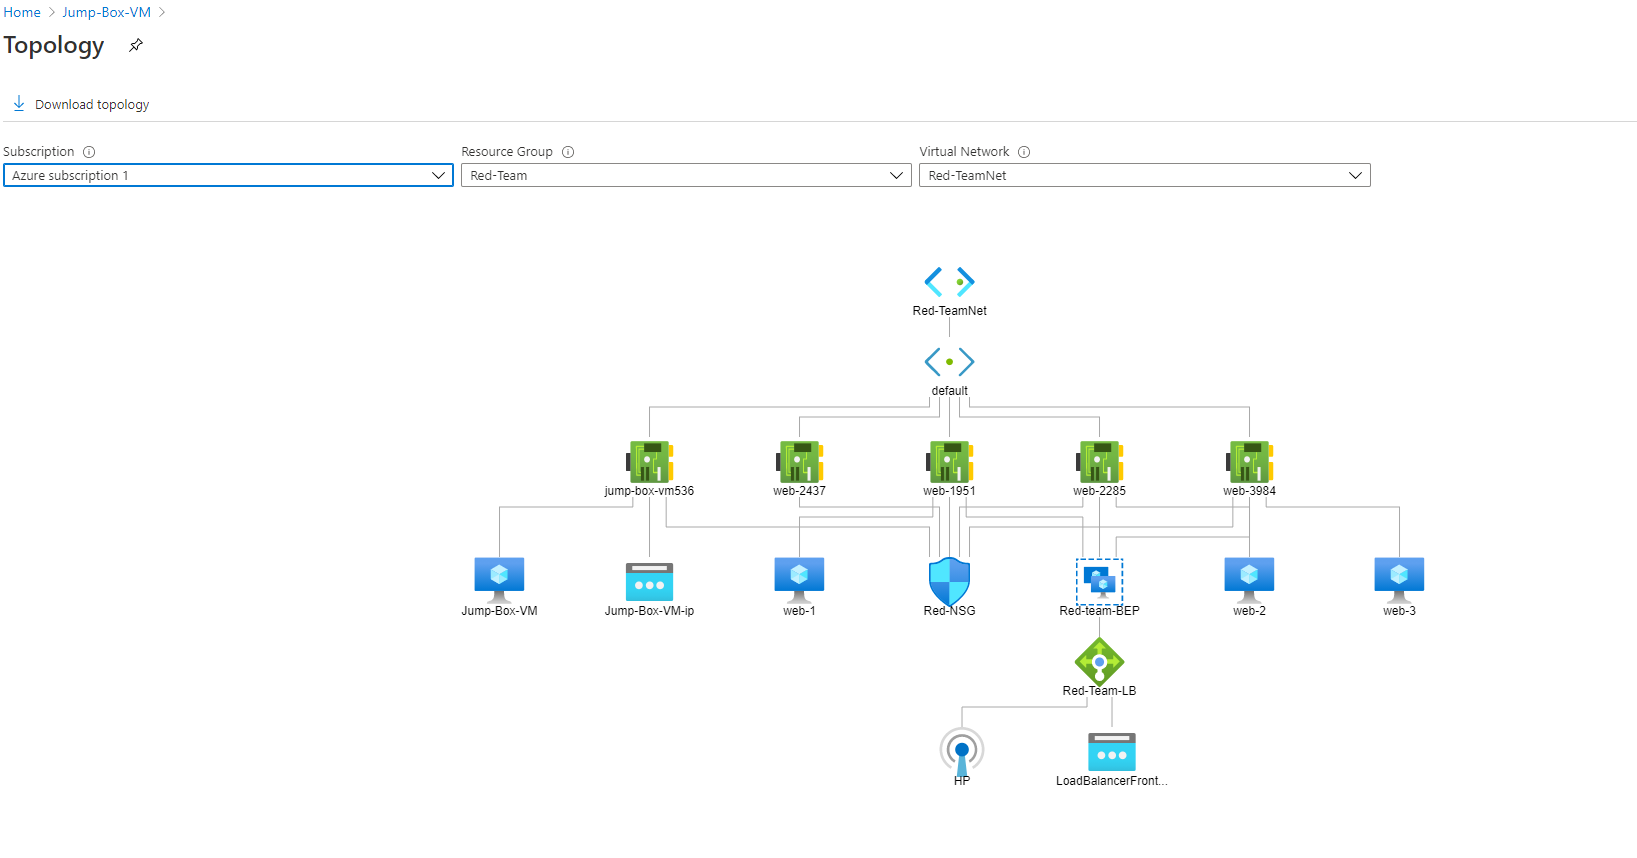 Home > Jump-Box-VM >
Topology
Download topology
Subscription
Resource Group
Virtual Network
Azure subscription 1
Red-Team
Red-TeamNet
Red-TeamNet
default
jump-box-vm536
web-2437
web-1951
web-2285
web-3984
Jump-Box-VM
Jump-Box-VM-ip
web-1
Red-NSG
Red-team-BEP
web-2
web-3
Red-Team-LB
HP
LoadBalancerFront...